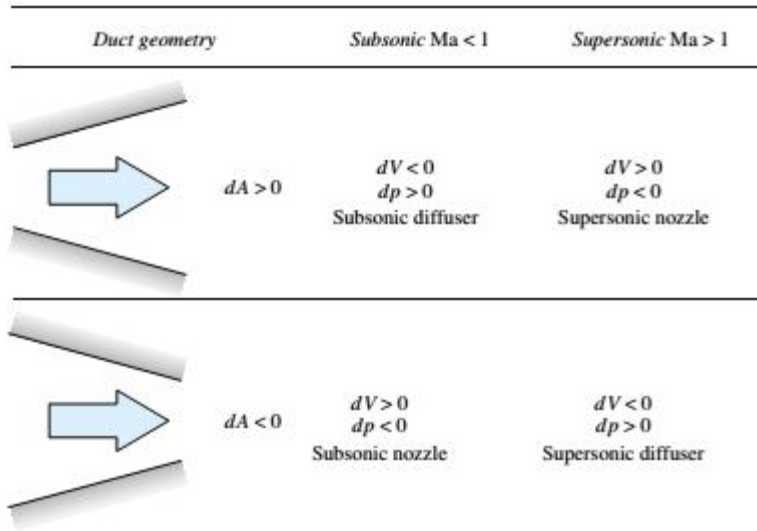 Duct geometry Subsonic Ma < 1 Supersonic Ma > 1
dA > 0
dV < 0
dp > 0
Subsonic diffuser
dV > 0
dp < 0
Supersonic nozzle
dA < 0
dV > 0
dp < 0
Subsonic nozzle
dV < 0
dp > 0
Supersonic diffuser